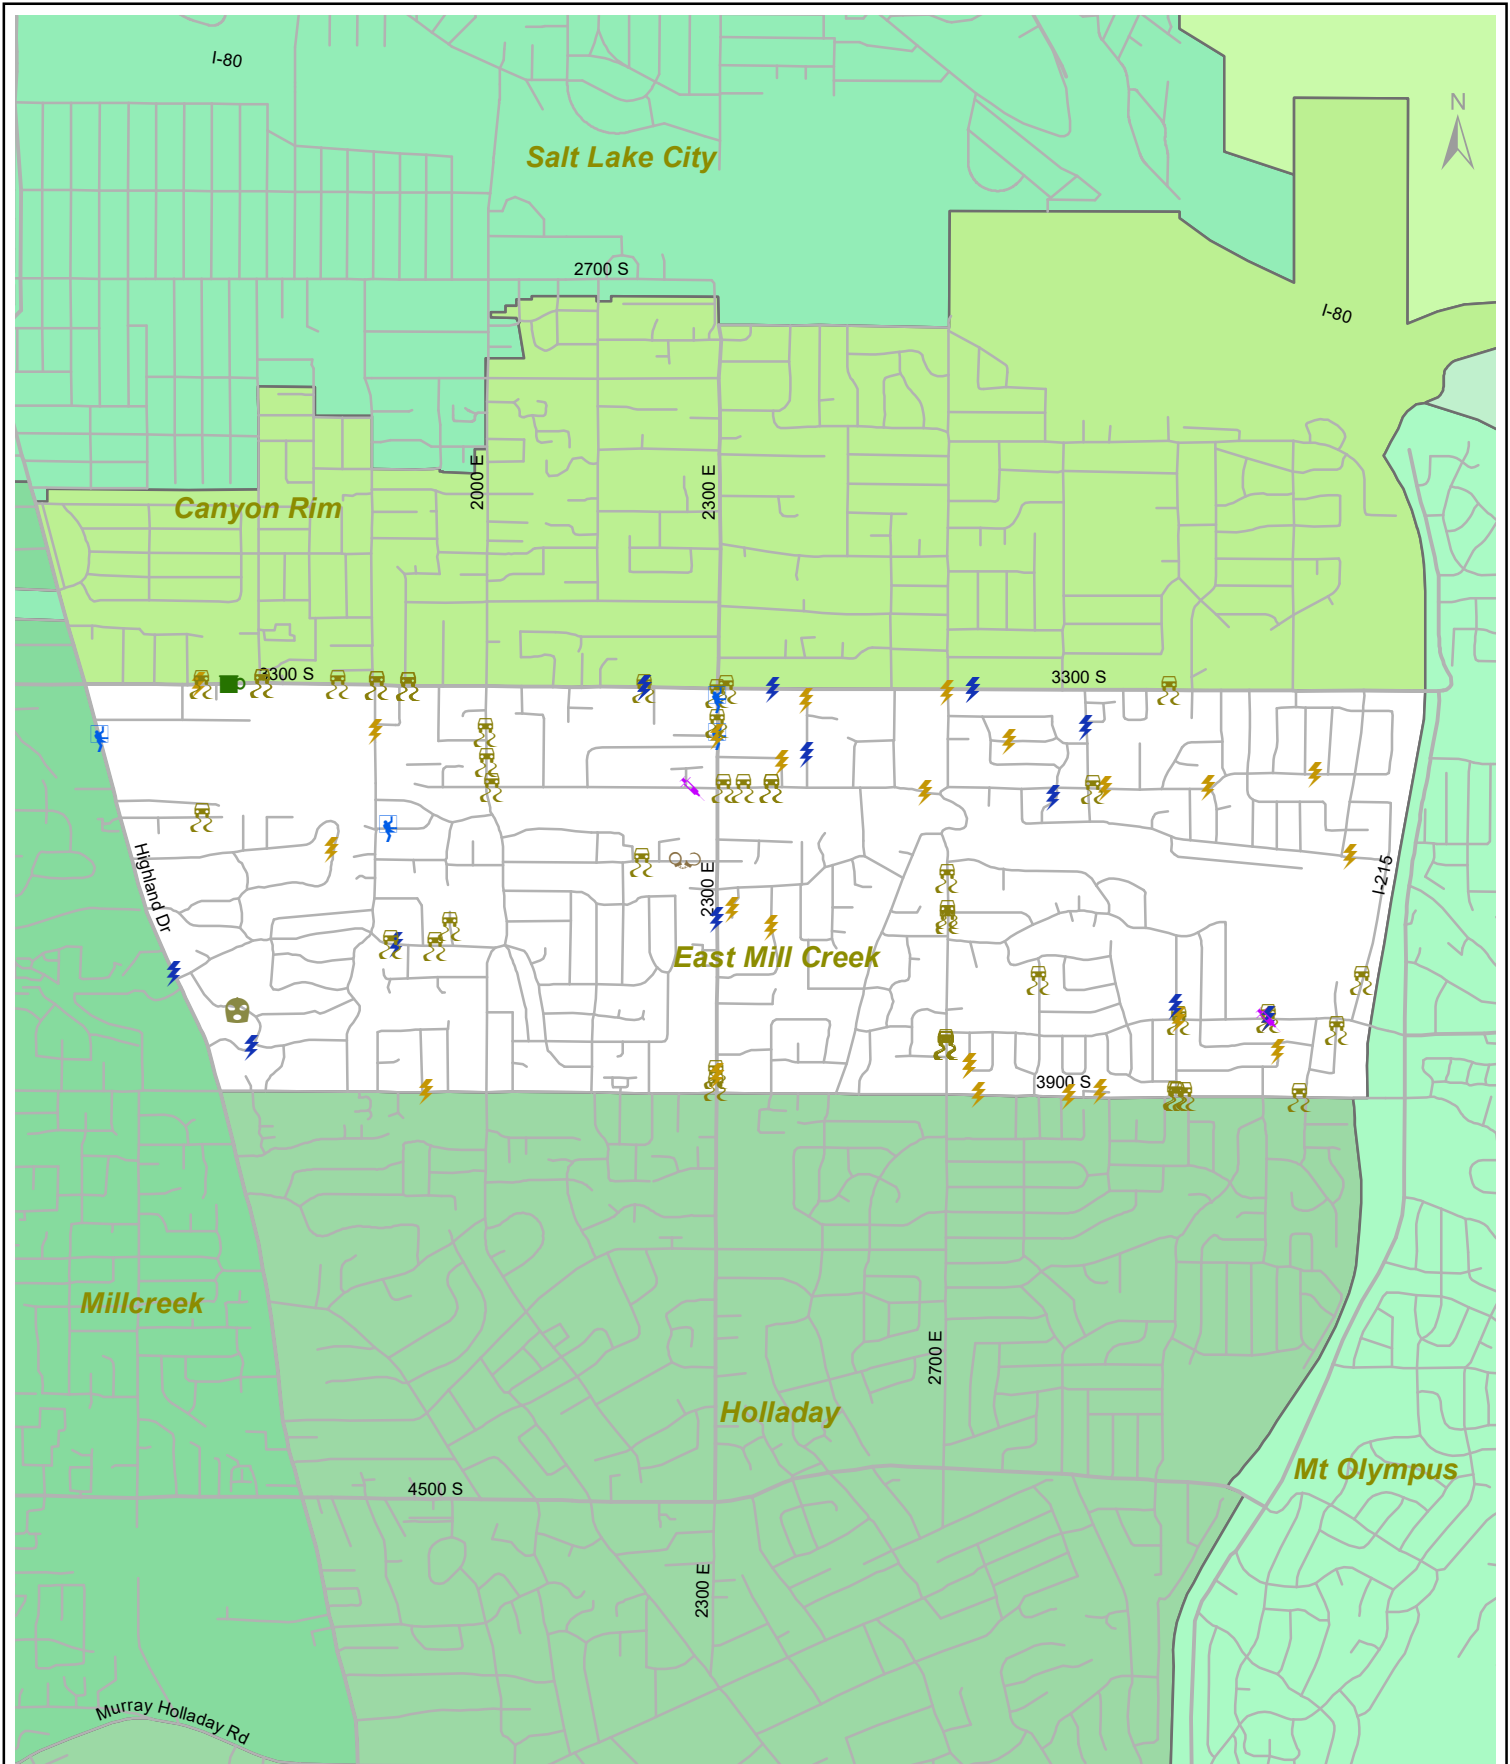 I-80
N
Salt Lake City
2700 S
I-80
2000 E
2300 E
Canyon Rim
3300 S
3300 S
Highland Dr
2300 E
I-215
East Mill Creek
3900 S
Millcreek
2700 E
Holladay
Mt Olympus
4500 S
2300 E
Murray Holladay Rd